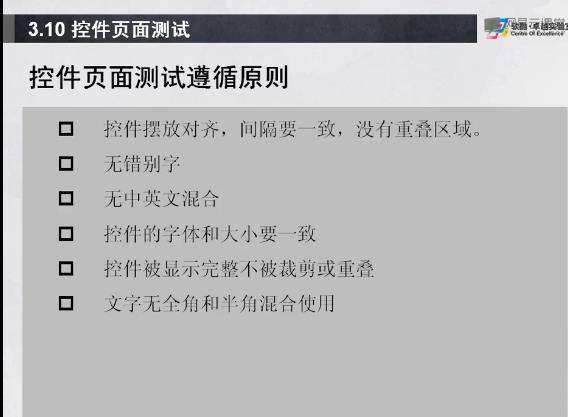 3.10 控件页面测试
软酷·卓越实验室
Centre Of Excellence
控件页面测试遵循原则
控件摆放对齐，间隔要一致，没有重叠区域。
无错别字
无中英文混合
控件的字体和大小要一致
控件被显示完整不被裁剪或重叠
文字无全角和半角混合使用